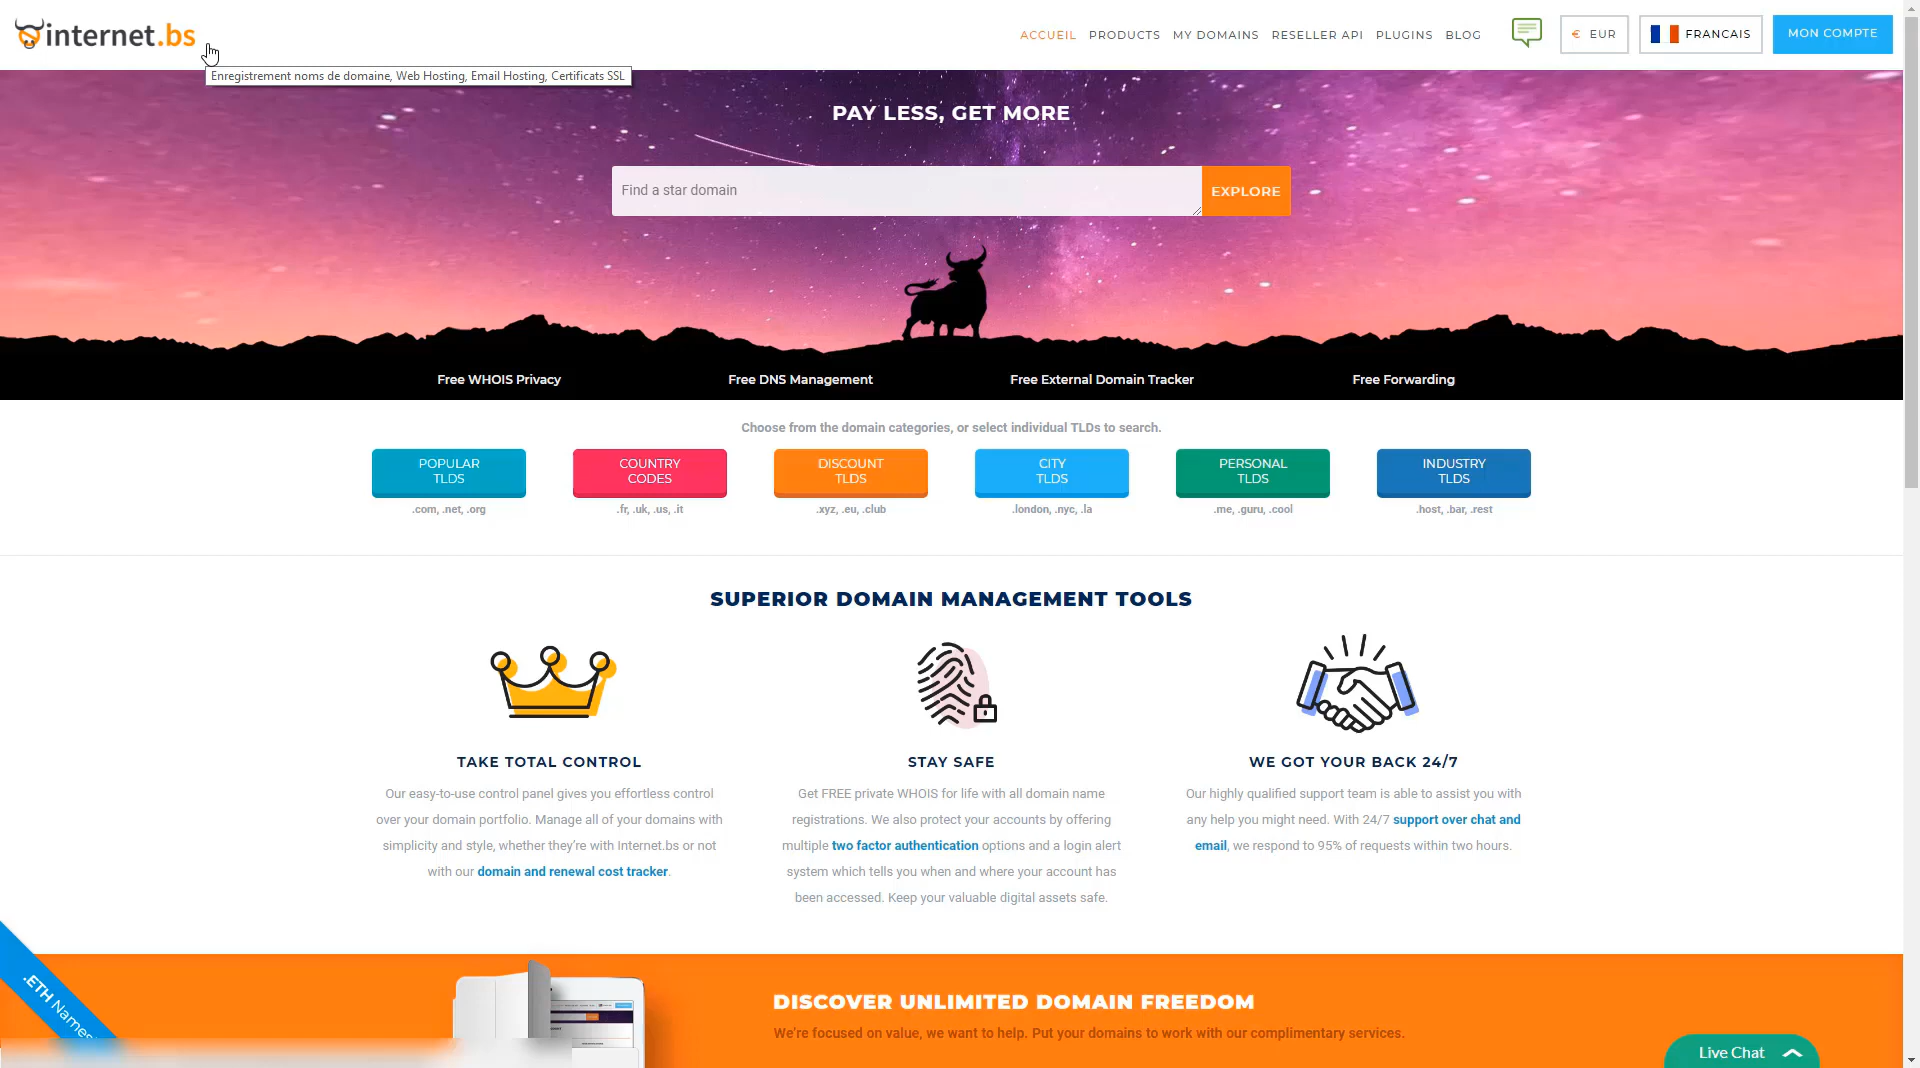 internet.bs
ACCUEIL PRODUCTS MY DOMAINS RESELLER API PLUGINS BLOG € EUR FRANCAIS MON COMPTE
Enregistrement noms de domaine, Web Hosting, Email Hosting, Certificats SSL
PAY LESS, GET MORE
Find a star domain EXPLORE
Free WHOIS Privacy Free DNS Management Free External Domain Tracker Free Forwarding
Choose from the domain categories, or select individual TLDs to search.
POPULAR
TLDS
COUNTRY
CODES
DISCOUNT
TLDS
CITY
TLDS
PERSONAL
TLDS
INDUSTRY
TLDS
.com, .net, .org .fr, .uk, .us, .it .xyz, .eu, .club .london, .nyc, .la .me, .guru, .cool .host, .bar, .rest
SUPERIOR DOMAIN MANAGEMENT TOOLS
TAKE TOTAL CONTROL
Our easy-to-use control panel gives you effortless control
over your domain portfolio. Manage all of your domains with
simplicity and style, whether they’re with Internet.bs or not
with our domain and renewal cost tracker.
STAY SAFE
Get FREE private WHOIS for life with all domain name
registrations. We also protect your accounts by offering
multiple two factor authentication options and a login alert
system which tells you when and where your account has
been accessed. Keep your valuable digital assets safe.
WE GOT YOUR BACK 24/7
Our highly qualified support team is able to assist you with
any help you might need. With 24/7 support over chat and
email, we respond to 95% of requests within two hours.
.ETH Names
DISCOVER UNLIMITED DOMAIN FREEDOM
We’re focused on value, we want to help. Put your domains to work with our complimentary services.
Live Chat